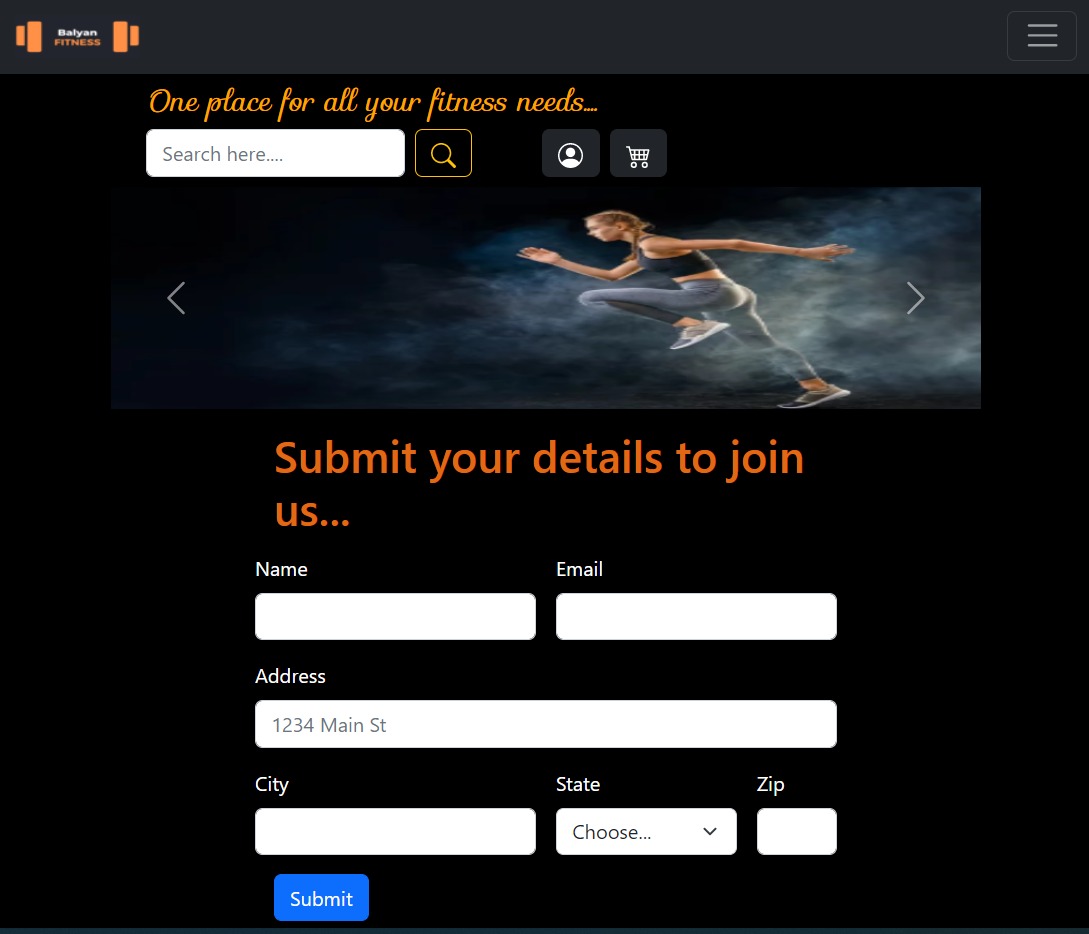 Balyan
FITNESS
One place for all your fitness needs....
Search here....
Submit your details to join
us...
Name
Email
Address
1234 Main St
City
State
Zip
Choose...
Submit